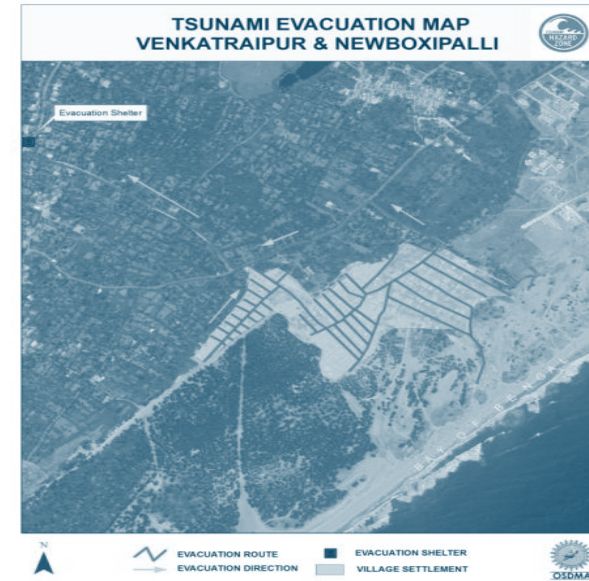 TSUNAMI EVACUATION MAP
VENKATRAIPUR & NEWBOXIPALLI
HAZARD
ZONE
Evacuation Shelter
BAY OF BENGAL
N
EVACUATION ROUTE
EVACUATION SHELTER
EVACUATION DIRECTION
VILLAGE SETTLEMENT
OSDMA